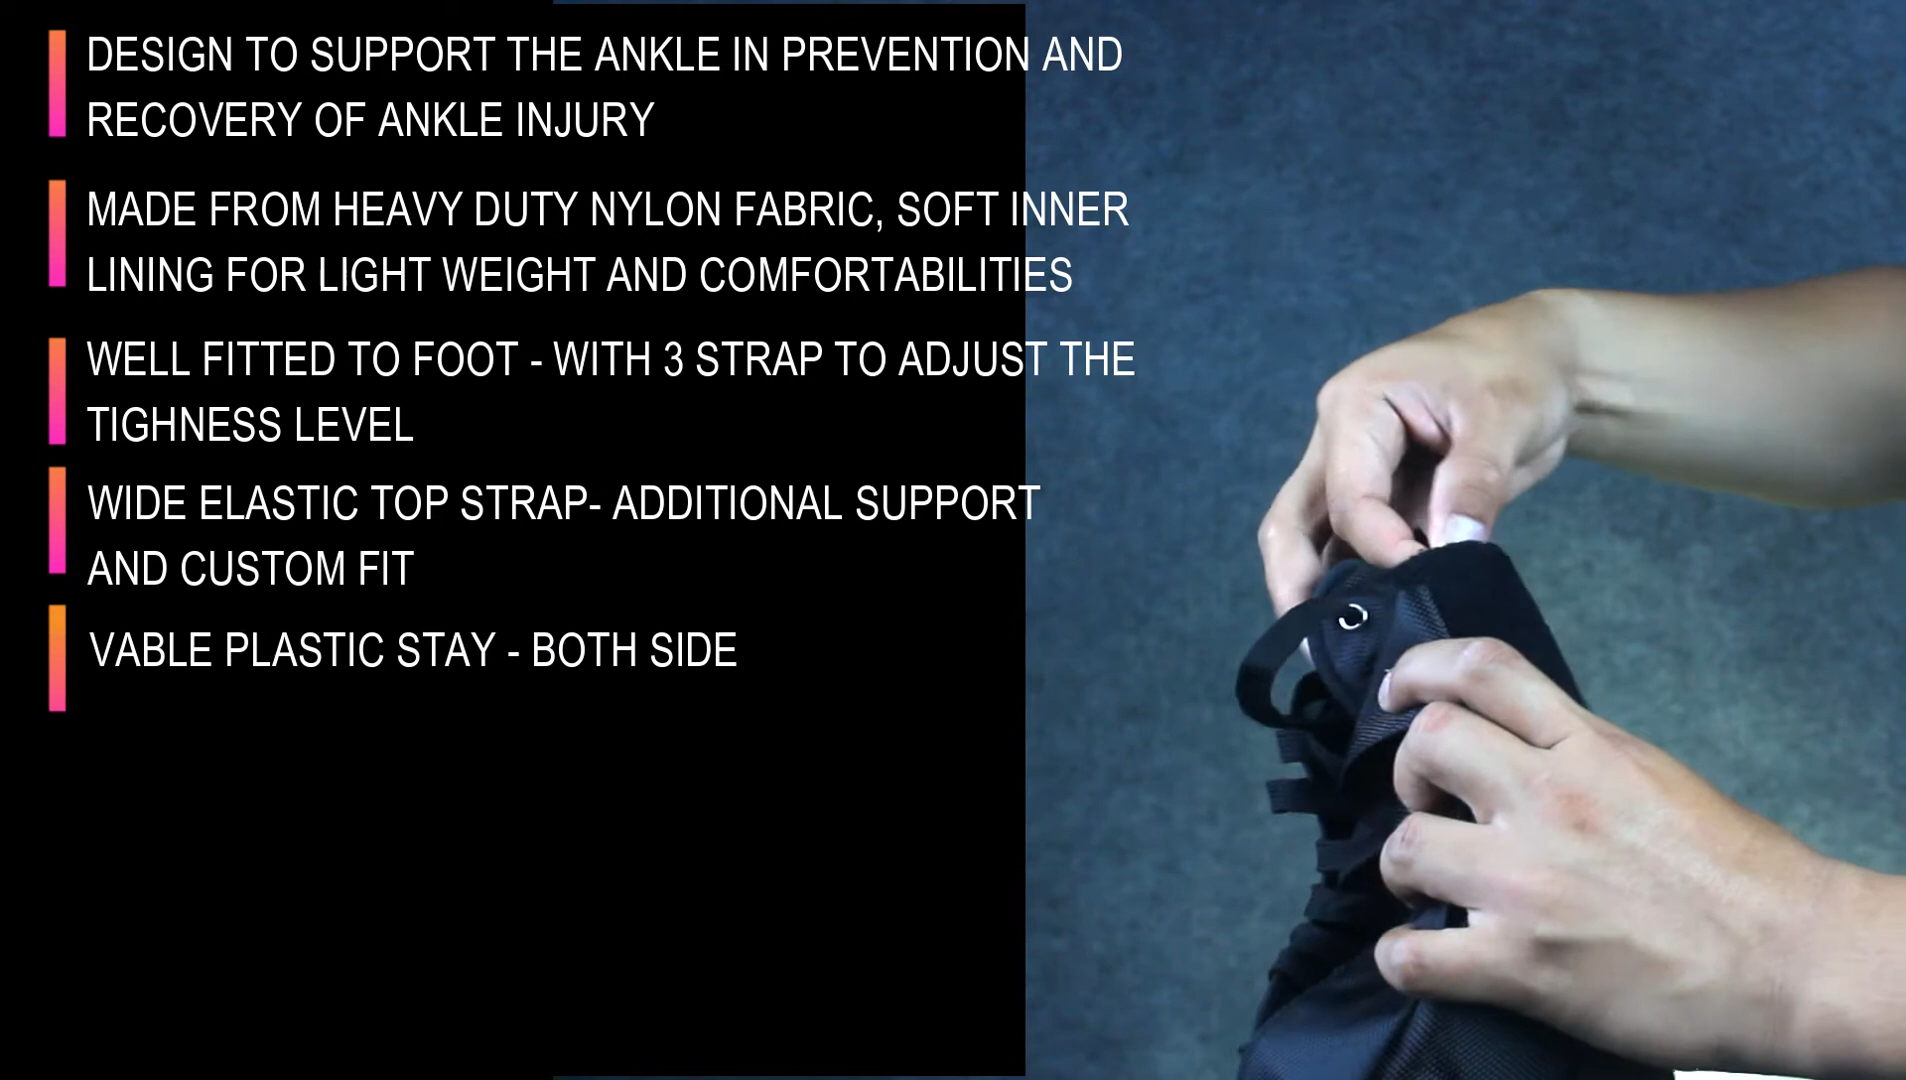 DESIGN TO SUPPORT THE ANKLE IN PREVENTION AND
RECOVERY OF ANKLE INJURY
MADE FROM HEAVY DUTY NYLON FABRIC, SOFT INNER
LINING FOR LIGHT WEIGHT AND COMFORTABILITIES
WELL FITTED TO FOOT - WITH 3 STRAP TO ADJUST THE
TIGHNESS LEVEL
WIDE ELASTIC TOP STRAP- ADDITIONAL SUPPORT
AND CUSTOM FIT
VABLE PLASTIC STAY - BOTH SIDE